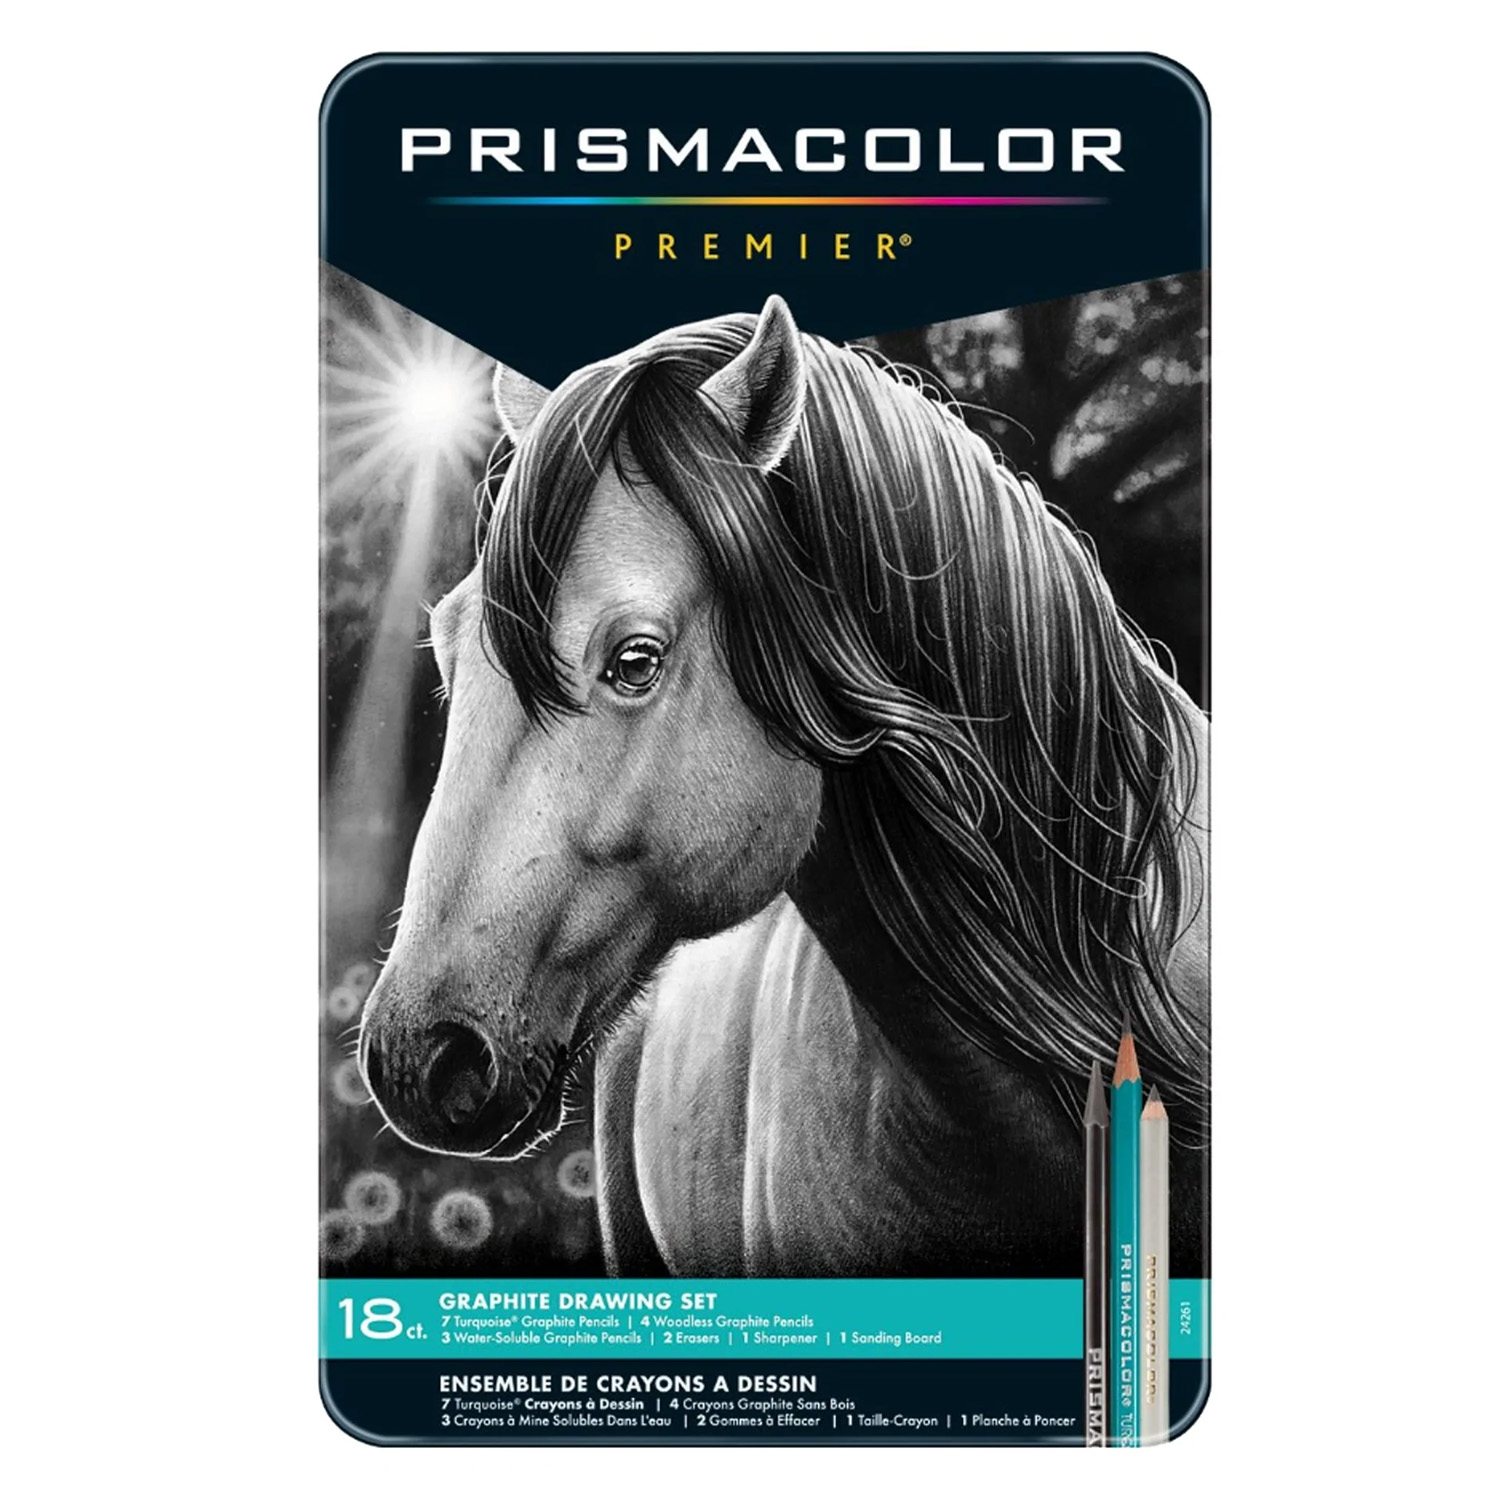 PRISMACOLOR
PREMIER®
18 ct.
GRAPHITE DRAWING SET
7 Turquoise® Graphite Pencils | 4 Woodless Graphite Pencils
3 Water-Soluble Graphite Pencils | 2 Erasers | 1 Sharpener | 1 Sanding Board
ENSEMBLE DE CRAYONS A DESSIN
7 Turquoise® Crayons à Dessin | 4 Crayons Graphite Sans Bois
3 Crayons à Mine Solubles Dans L'eau | 2 Gommes à Effacer | 1 Taille-Crayon | 1 Planche à Poncer
PRISMA
PRISMACOLOR® TURQ
PRISMACOLOR
24261